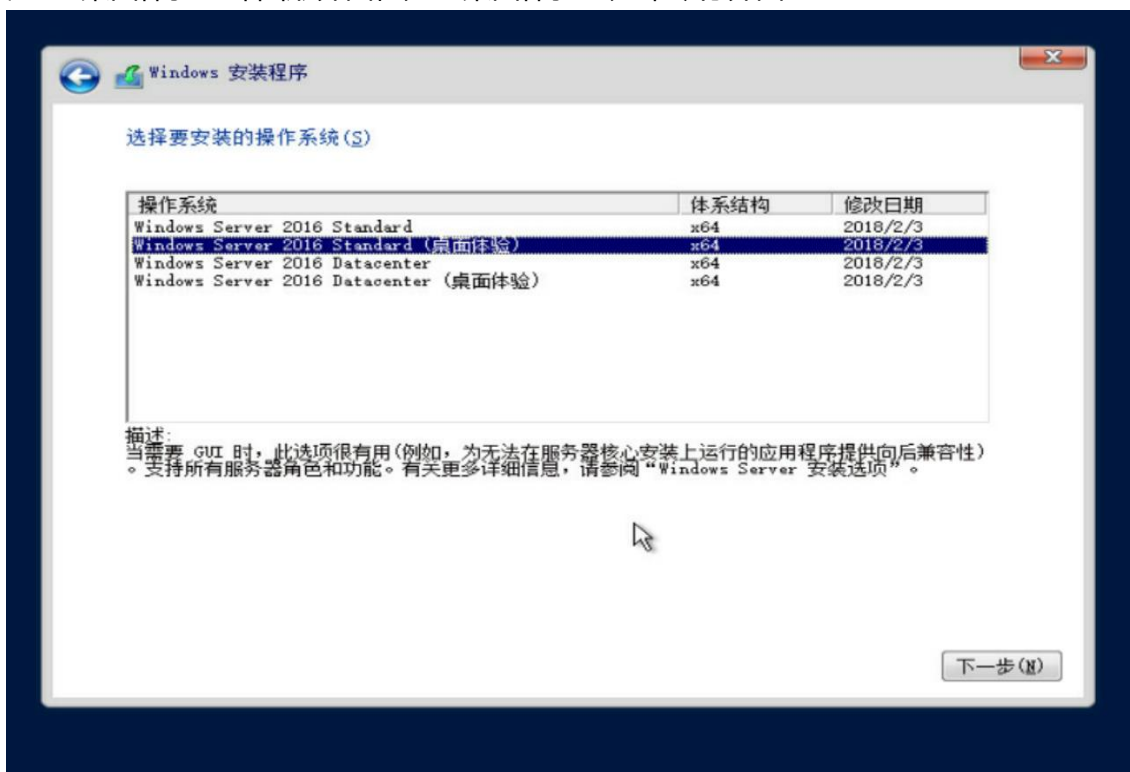 Windows 安装程序
选择要安装的操作系统(S)
操作系统 体系结构 修改日期
Windows Server 2016 Standard x64 2018/2/3
Windows Server 2016 Standard (桌面体验) x64 2018/2/3
Windows Server 2016 Datacenter x64 2018/2/3
Windows Server 2016 Datacenter (桌面体验) x64 2018/2/3
描述:
当需要 GUI 时，此选项很有用(例如，为无法在服务器核心安装上运行的应用程序提供向后兼容性)
。支持所有服务器角色和功能。有关更多详细信息，请参阅“Windows Server 安装选项”。
下一步(N)